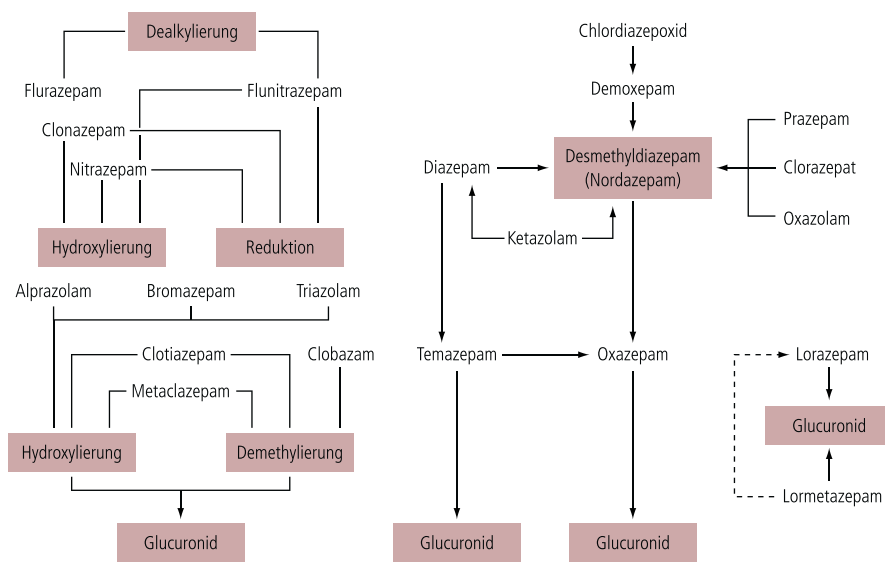 Dealkylierung
Flurazepam
Flunitrazepam
Clonazepam
Nitrazepam
Hydroxylierung
Reduktion
Alprazolam
Bromazepam
Triazolam
Clotiazepam
Clobazam
Metaclazepam
Hydroxylierung
Demethylierung
Glucuronid
Chlordiazepoxid
Demoxepam
Desmethyldiazepam
(Nordazepam)
Diazepam
Prazepam
Clorazepat
Oxazolam
Ketazolam
Temazepam
Oxazepam
Glucuronid
Glucuronid
Lorazepam
Glucuronid
Lormetazepam